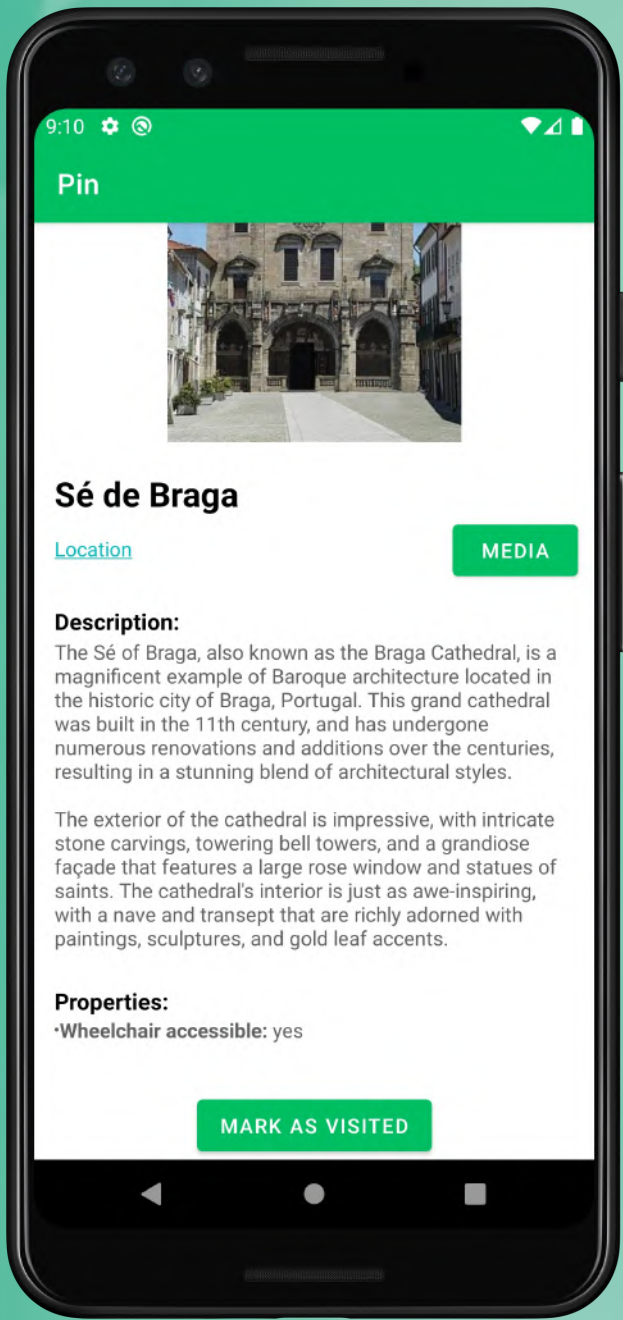 9:10
Pin
Sé de Braga
Location
MEDIA
Description:
The Sé of Braga, also known as the Braga Cathedral, is a
magnificent example of Baroque architecture located in
the historic city of Braga, Portugal. This grand cathedral
was built in the 11th century, and has undergone
numerous renovations and additions over the centuries,
resulting in a stunning blend of architectural styles.
The exterior of the cathedral is impressive, with intricate
stone carvings, towering bell towers, and a grandiose
façade that features a large rose window and statues of
saints. The cathedral's interior is just as awe-inspiring,
with a nave and transept that are richly adorned with
paintings, sculptures, and gold leaf accents.
Properties:
•Wheelchair accessible: yes
MARK AS VISITED